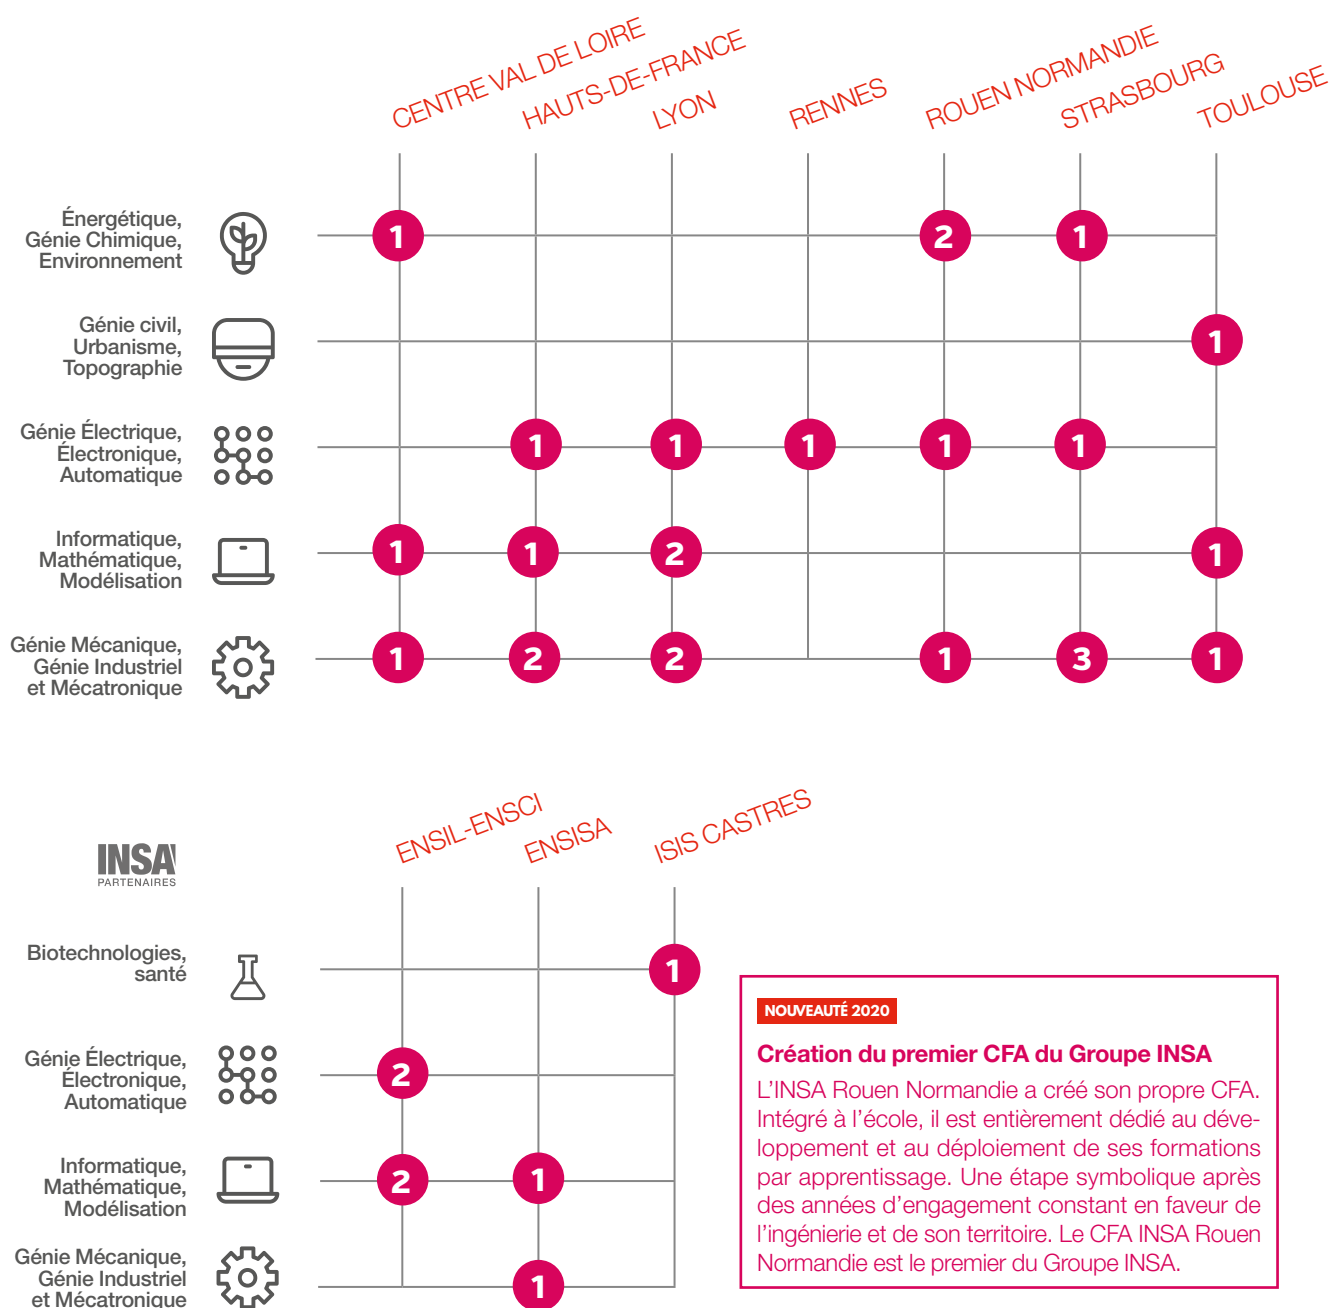 CENTRE VAL DE LOIRE
HAUTS-DE-FRANCE
LYON
RENNES
ROUEN NORMANDIE
STRASBOURG
TOULOUSE
Énergétique,
Génie Chimique,
Environnement
1 2 1
Génie civil,
Urbanisme,
Topographie
1
Génie Électrique,
Électronique,
Automatique
1 1 1 1 1
Informatique,
Mathématique,
Modélisation
1 1 2 1
Génie Mécanique,
Génie Industriel
et Mécatronique
1 2 2 1 3 1
INSA
PARTENAIRES
ENSIL-ENSCI
ENSISA
ISIS CASTRES
Biotechnologies,
santé
1
Génie Électrique,
Électronique,
Automatique
2
Informatique,
Mathématique,
Modélisation
2 1
Génie Mécanique,
Génie Industriel
et Mécatronique
1
NOUVEAUTÉ 2020
Création du premier CFA du Groupe INSA
L'INSA Rouen Normandie a créé son propre CFA.
Intégré à l'école, il est entièrement dédié au déve-
loppement et au déploiement de ses formations
par apprentissage. Une étape symbolique après
des années d'engagement constant en faveur de
l'ingénierie et de son territoire. Le CFA INSA Rouen
Normandie est le premier du Groupe INSA.